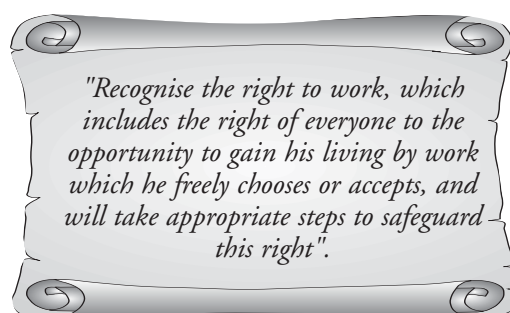 "Recognise the right to work, which
includes the right of everyone to the
opportunity to gain his living by work
which he freely chooses or accepts, and
will take appropriate steps to safeguard
this right".